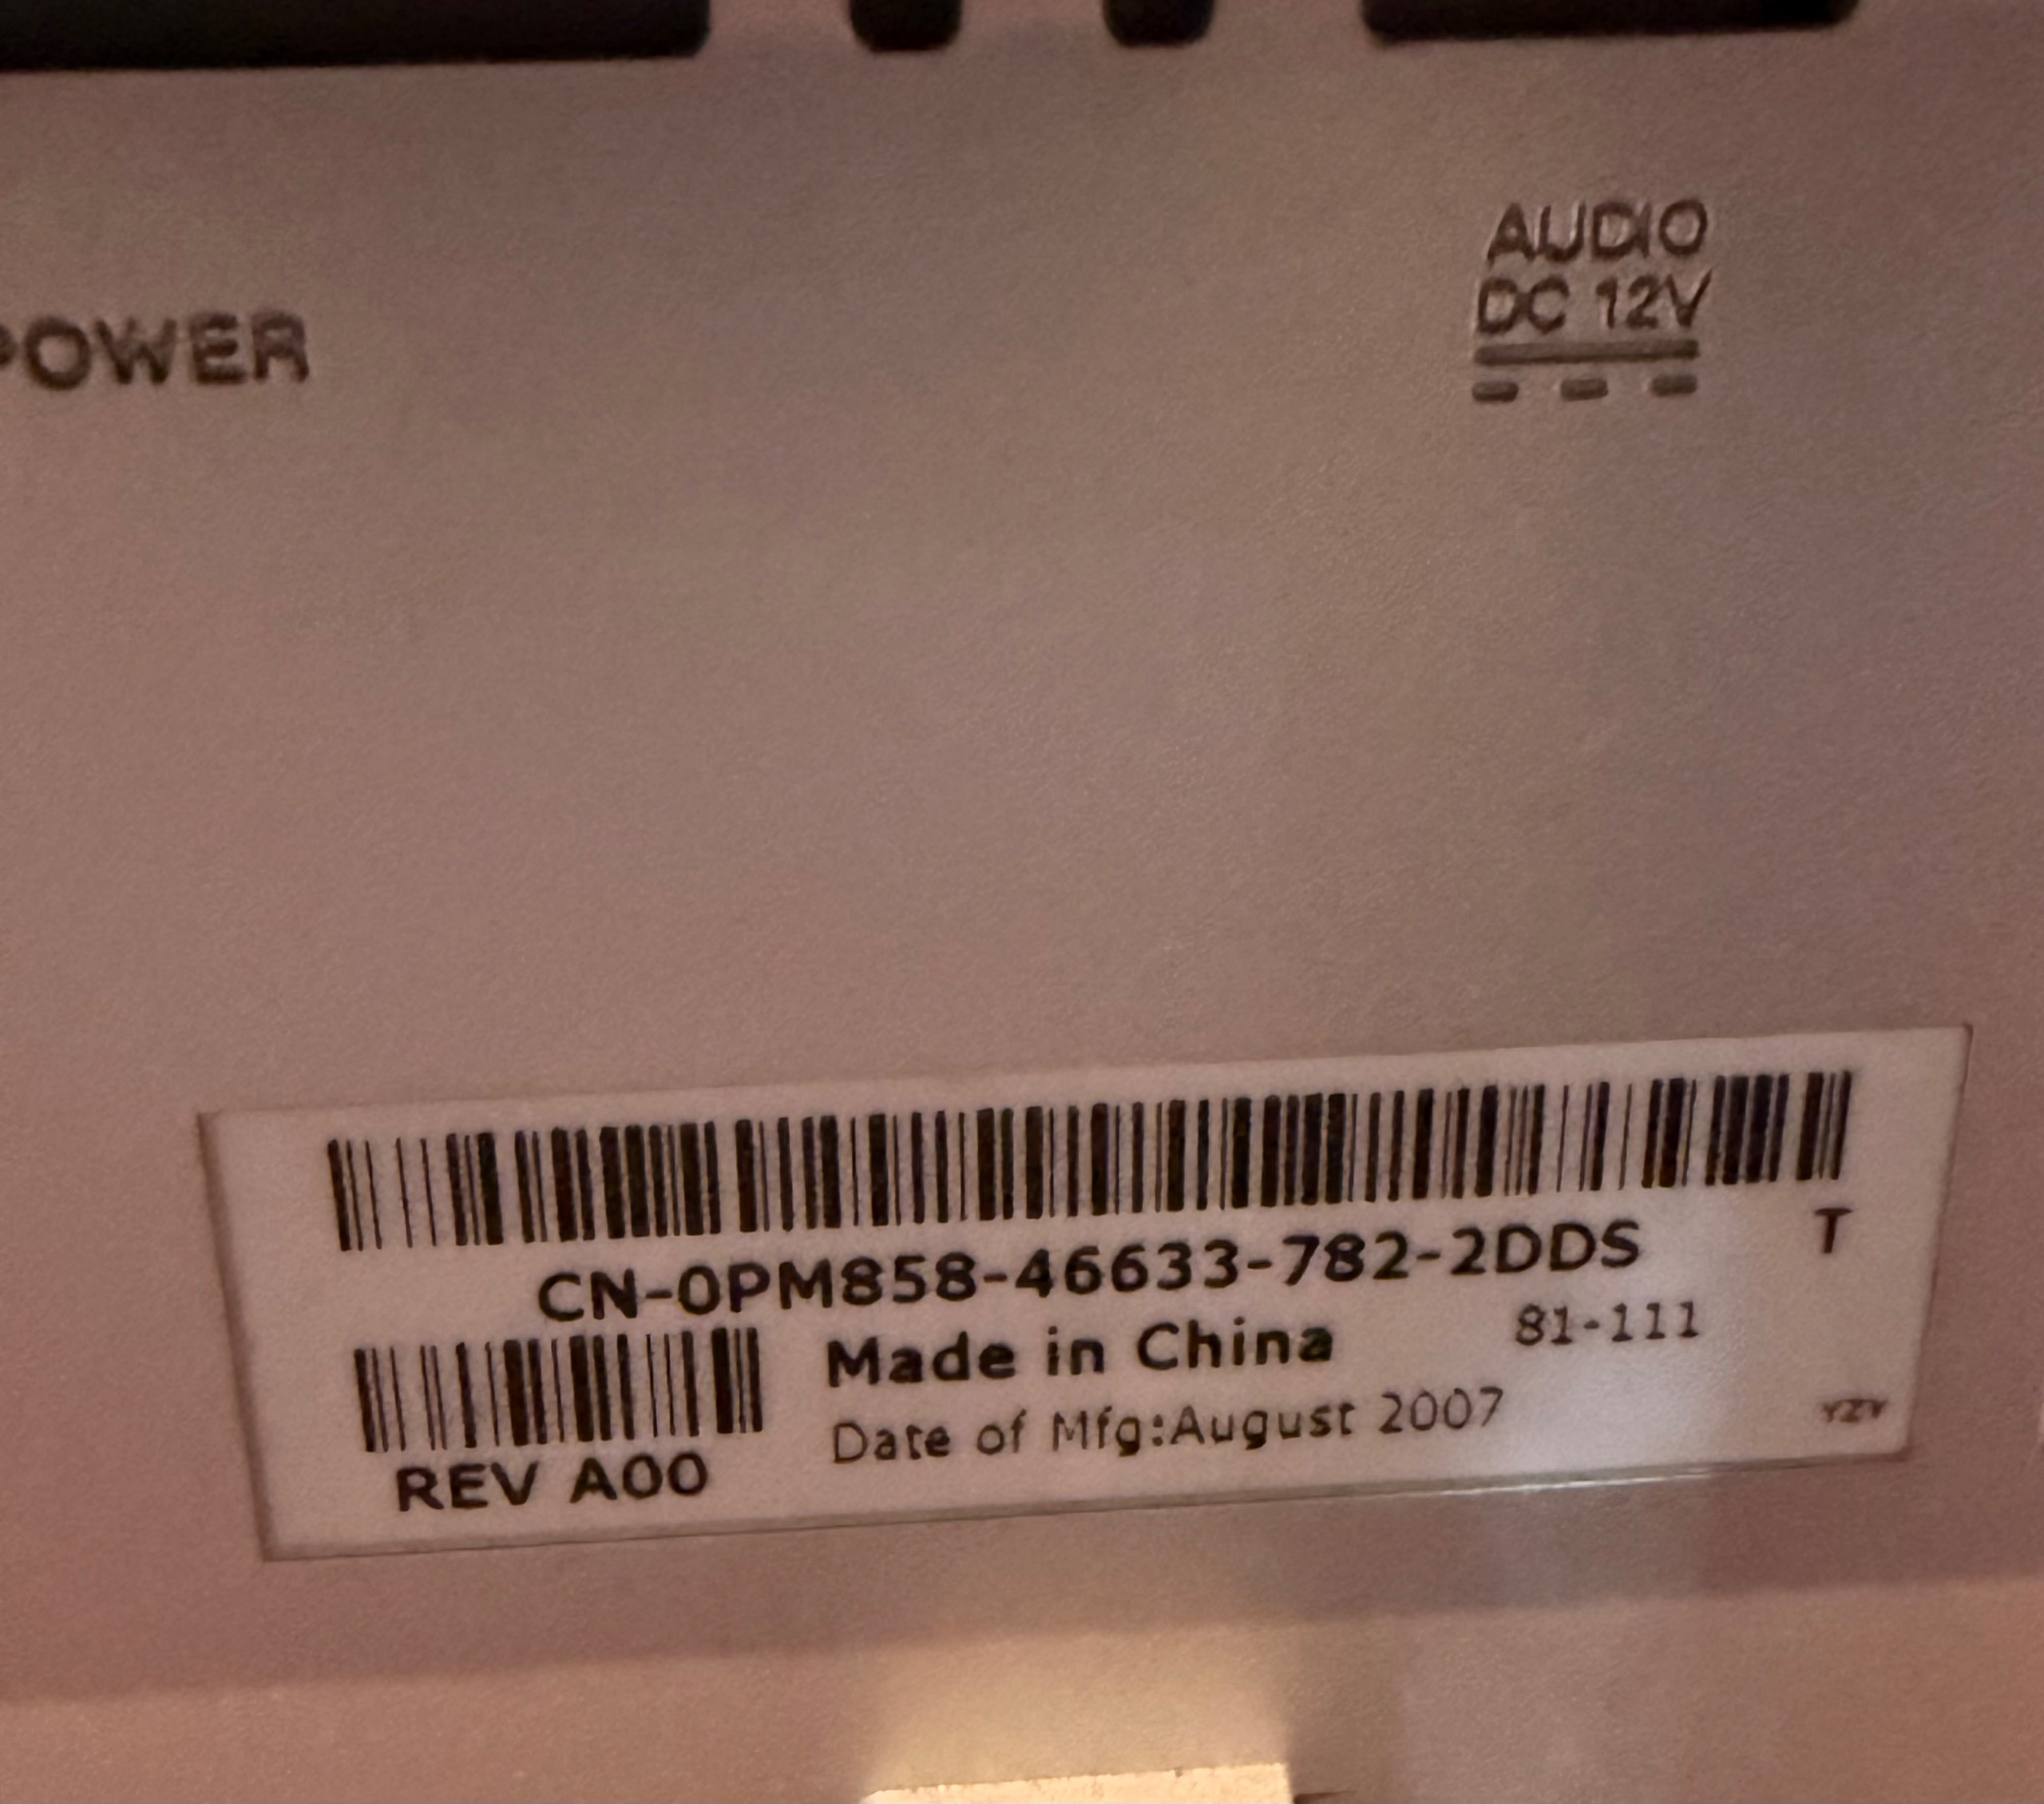 AUDIO
DC 12V
POWER
T
CN-0PM858-46633-782-2DDS
Made in China
81-111
Date of Mfg:August 2007
YZY
REV A00